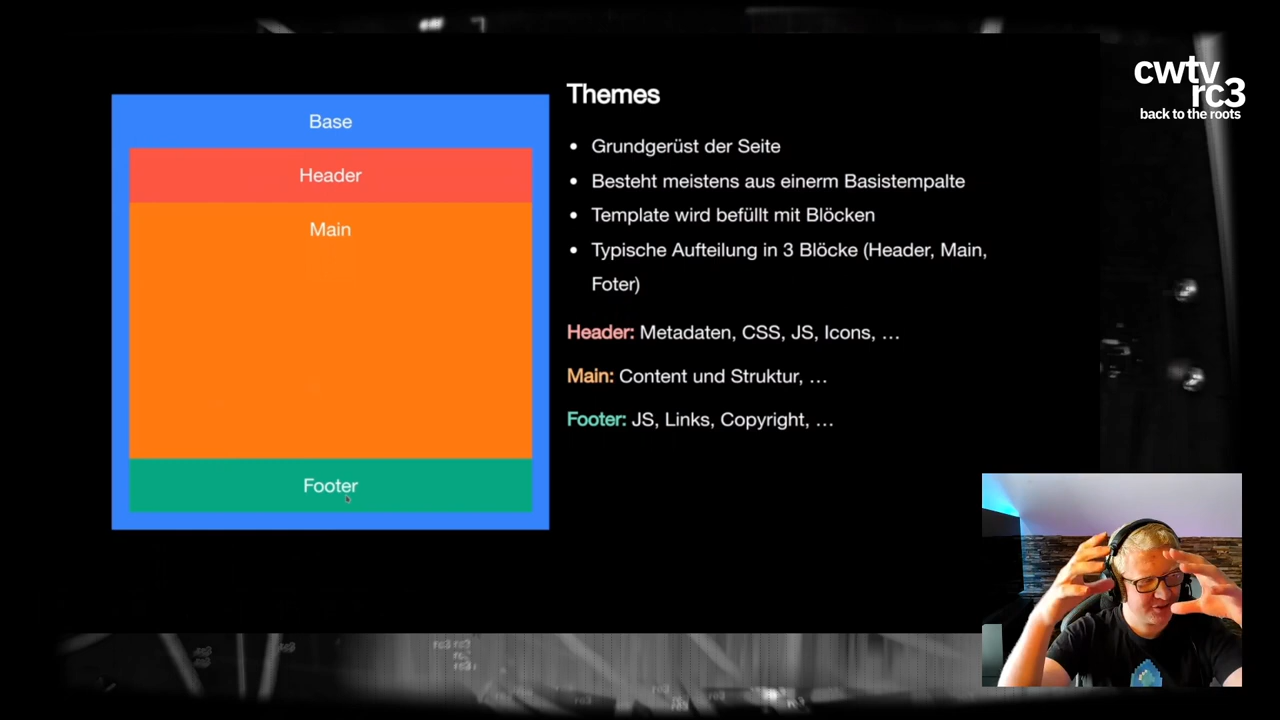 cwtv
rc3
back to the roots
Themes
Base
Header
Main
Footer
• Grundgerüst der Seite
• Besteht meistens aus einerm Basistempalte
• Template wird befüllt mit Blöcken
• Typische Aufteilung in 3 Blöcke (Header, Main,
Foter)
Header: Metadaten, CSS, JS, Icons, …
Main: Content und Struktur, …
Footer: JS, Links, Copyright, …
rc3 rc3